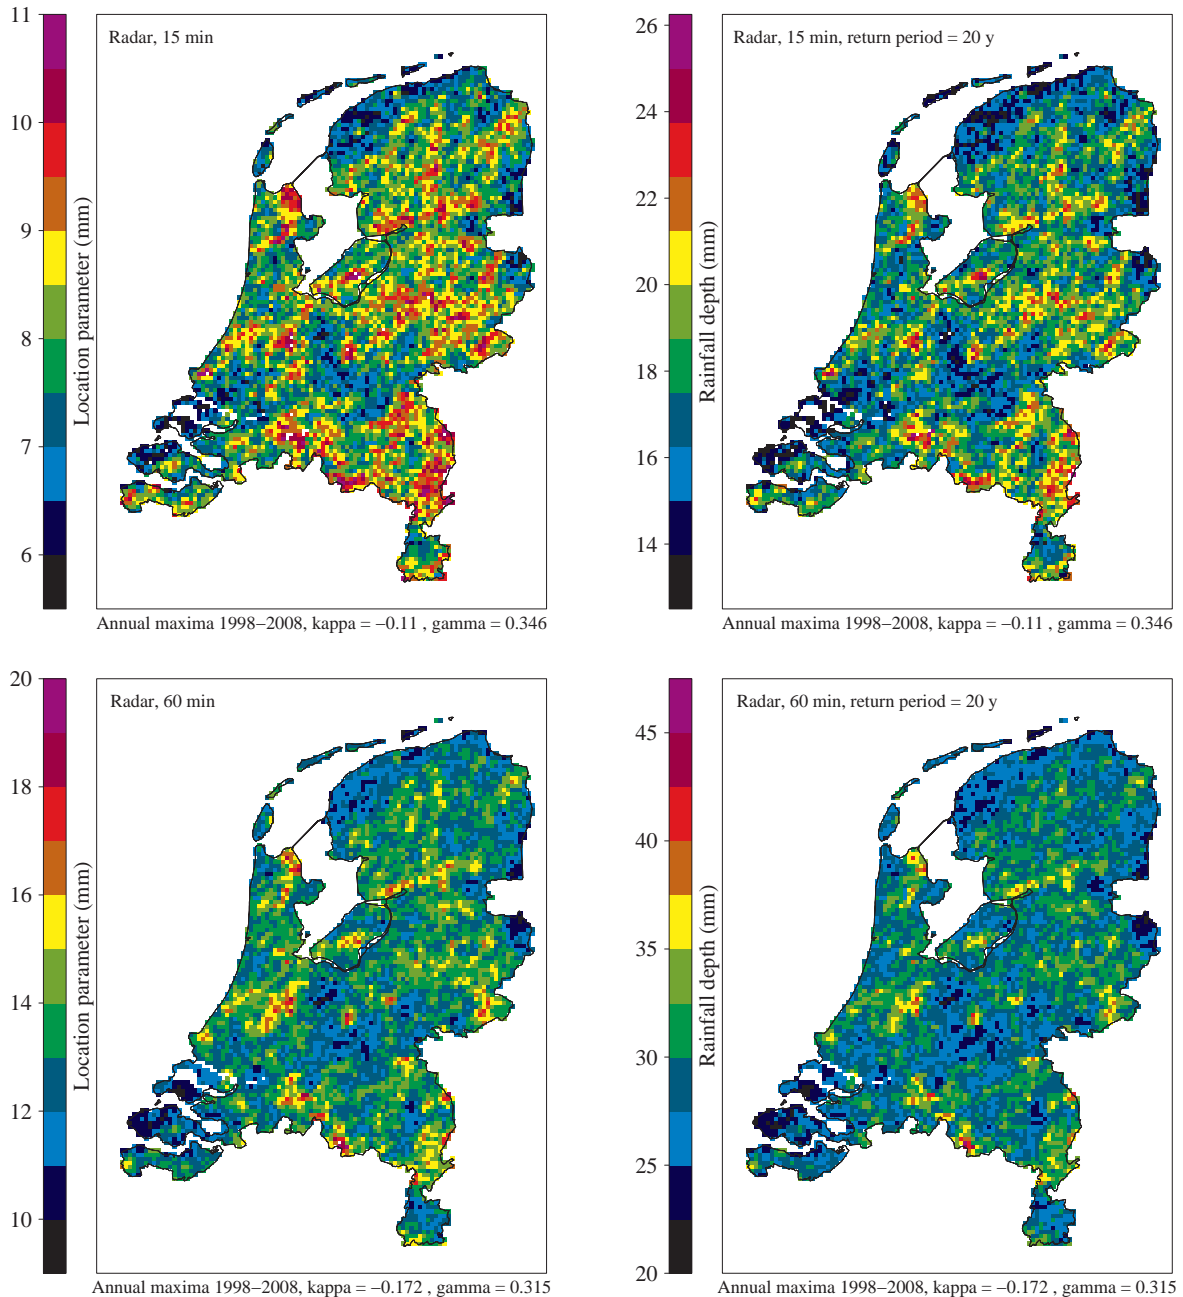 11
10
9
8
7
6
Location parameter (mm)
Radar, 15 min
Annual maxima 1998−2008, kappa = −0.11 , gamma = 0.346
26
24
22
20
18
16
14
Rainfall depth (mm)
Radar, 15 min, return period = 20 y
Annual maxima 1998−2008, kappa = −0.11 , gamma = 0.346
20
18
16
14
12
10
Location parameter (mm)
Radar, 60 min
Annual maxima 1998−2008, kappa = −0.172 , gamma = 0.315
45
40
35
30
25
20
Rainfall depth (mm)
Radar, 60 min, return period = 20 y
Annual maxima 1998−2008, kappa = −0.172 , gamma = 0.315